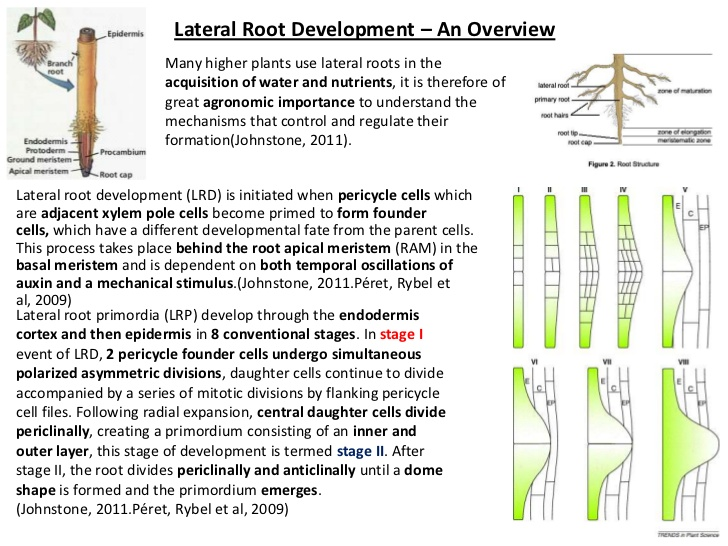 Lateral Root Development – An Overview
Epidermis
Branch
root
Endodermis
Protoderm
Procambium
Ground meristem
Apical meristem
Root cap
Many higher plants use lateral roots in the
acquisition of water and nutrients, it is therefore of
great agronomic importance to understand the
mechanisms that control and regulate their
formation(Johnstone, 2011).
lateral root
primary root
root hairs
root tip
root cap
zone of maturation
zone of elongation
meristematic zone
Figure 2. Root Structure
Lateral root development (LRD) is initiated when pericycle cells which
are adjacent xylem pole cells become primed to form founder
cells, which have a different developmental fate from the parent cells.
This process takes place behind the root apical meristem (RAM) in the
basal meristem and is dependent on both temporal oscillations of
auxin and a mechanical stimulus.(Johnstone, 2011.Péret, Rybel et
al, 2009)
Lateral root primordia (LRP) develop through the endodermis
cortex and then epidermis in 8 conventional stages. In stage I
event of LRD, 2 pericycle founder cells undergo simultaneous
polarized asymmetric divisions, daughter cells continue to divide
accompanied by a series of mitotic divisions by flanking pericycle
cell files. Following radial expansion, central daughter cells divide
periclinally, creating a primordium consisting of an inner and
outer layer, this stage of development is termed stage II. After
stage II, the root divides periclinally and anticlinally until a dome
shape is formed and the primordium emerges.
(Johnstone, 2011.Péret, Rybel et al, 2009)
I II III IV V
E
C
EP
VI VII VIII
E
C
EP
E
C
EP
E
C
EP
TRENDS in Plant Science